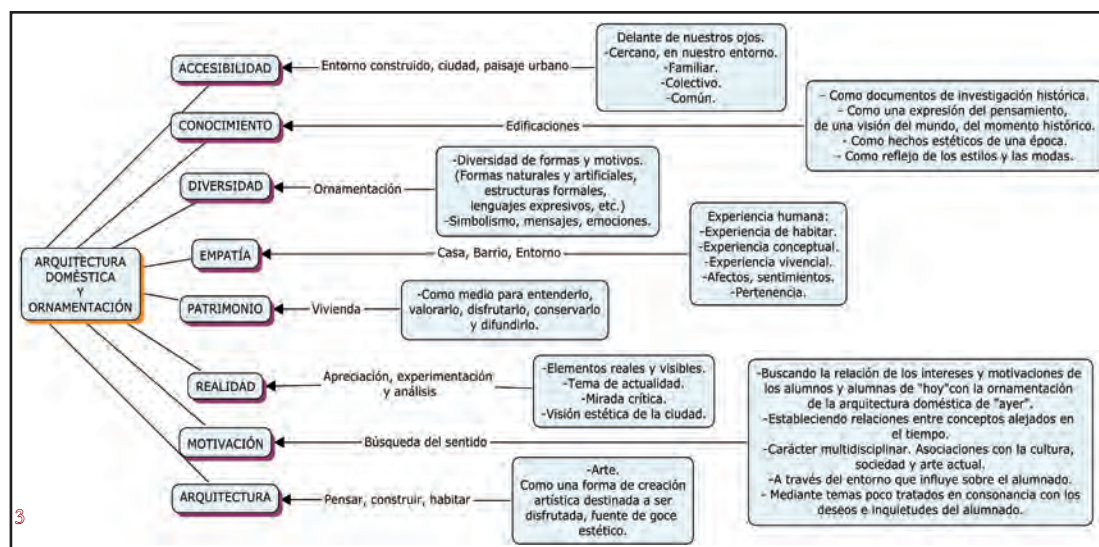 ARQUITECTURA
DOMÉSTICA
Y
ORNAMENTACIÓN
ACCESIBILIDAD
Entorno construido, ciudad, paisaje urbano
Delante de nuestros ojos.
-Cercano, en nuestro entorno.
-Familiar.
-Colectivo.
-Común.
CONOCIMIENTO
Edificaciones
- Como documentos de investigación histórica.
- Como una expresión del pensamiento,
de una visión del mundo, del momento histórico.
- Como hechos estéticos de una época.
- Como reflejo de los estilos y las modas.
DIVERSIDAD
Ornamentación
-Diversidad de formas y motivos.
(Formas naturales y artificiales,
estructuras formales,
lenguajes expresivos, etc.)
-Simbolismo, mensajes, emociones.
EMPATÍA
Casa, Barrio, Entorno
Experiencia humana:
-Experiencia de habitar.
-Experiencia conceptual.
-Experiencia vivencial.
-Afectos, sentimientos.
-Pertenencia.
PATRIMONIO
Vivienda
-Como medio para entenderlo,
valorarlo, disfrutarlo, conservarlo
y difundirlo.
REALIDAD
Apreciación, experimentación
y análisis
-Elementos reales y visibles.
-Tema de actualidad.
-Mirada crítica.
-Visión estética de la ciudad.
MOTIVACIÓN
Búsqueda del sentido
-Buscando la relación de los intereses y motivaciones de
los alumnos y alumnas de "hoy"con la ornamentación
de la arquitectura doméstica de "ayer".
-Estableciendo relaciones entre conceptos alejados en
el tiempo.
-Carácter multidisciplinar. Asociaciones con la cultura,
sociedad y arte actual.
-A través del entorno que influye sobre el alumnado.
- Mediante temas poco tratados en consonancia con los
deseos e inquietudes del alumnado.
ARQUITECTURA
Pensar, construir, habitar
-Arte.
Como una forma de creación
artística destinada a ser
disfrutada, fuente de goce
estético.
3